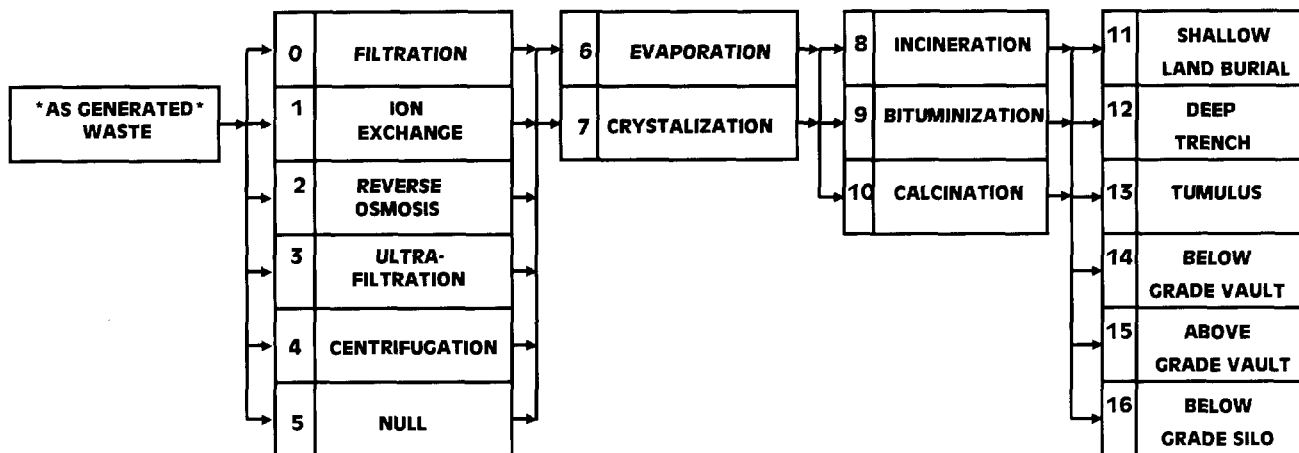 *AS GENERATED*
WASTE
0
FILTRATION
1
ION
EXCHANGE
2
REVERSE
OSMOSIS
3
ULTRA-
FILTRATION
4
CENTRIFUGATION
5
NULL
6
EVAPORATION
7
CRYSTALIZATION
8
INCINERATION
9
BITUMINIZATION
10
CALCINATION
11
SHALLOW
LAND BURIAL
12
DEEP
TRENCH
13
TUMULUS
14
BELOW
GRADE VAULT
15
ABOVE
GRADE VAULT
16
BELOW
GRADE SILO